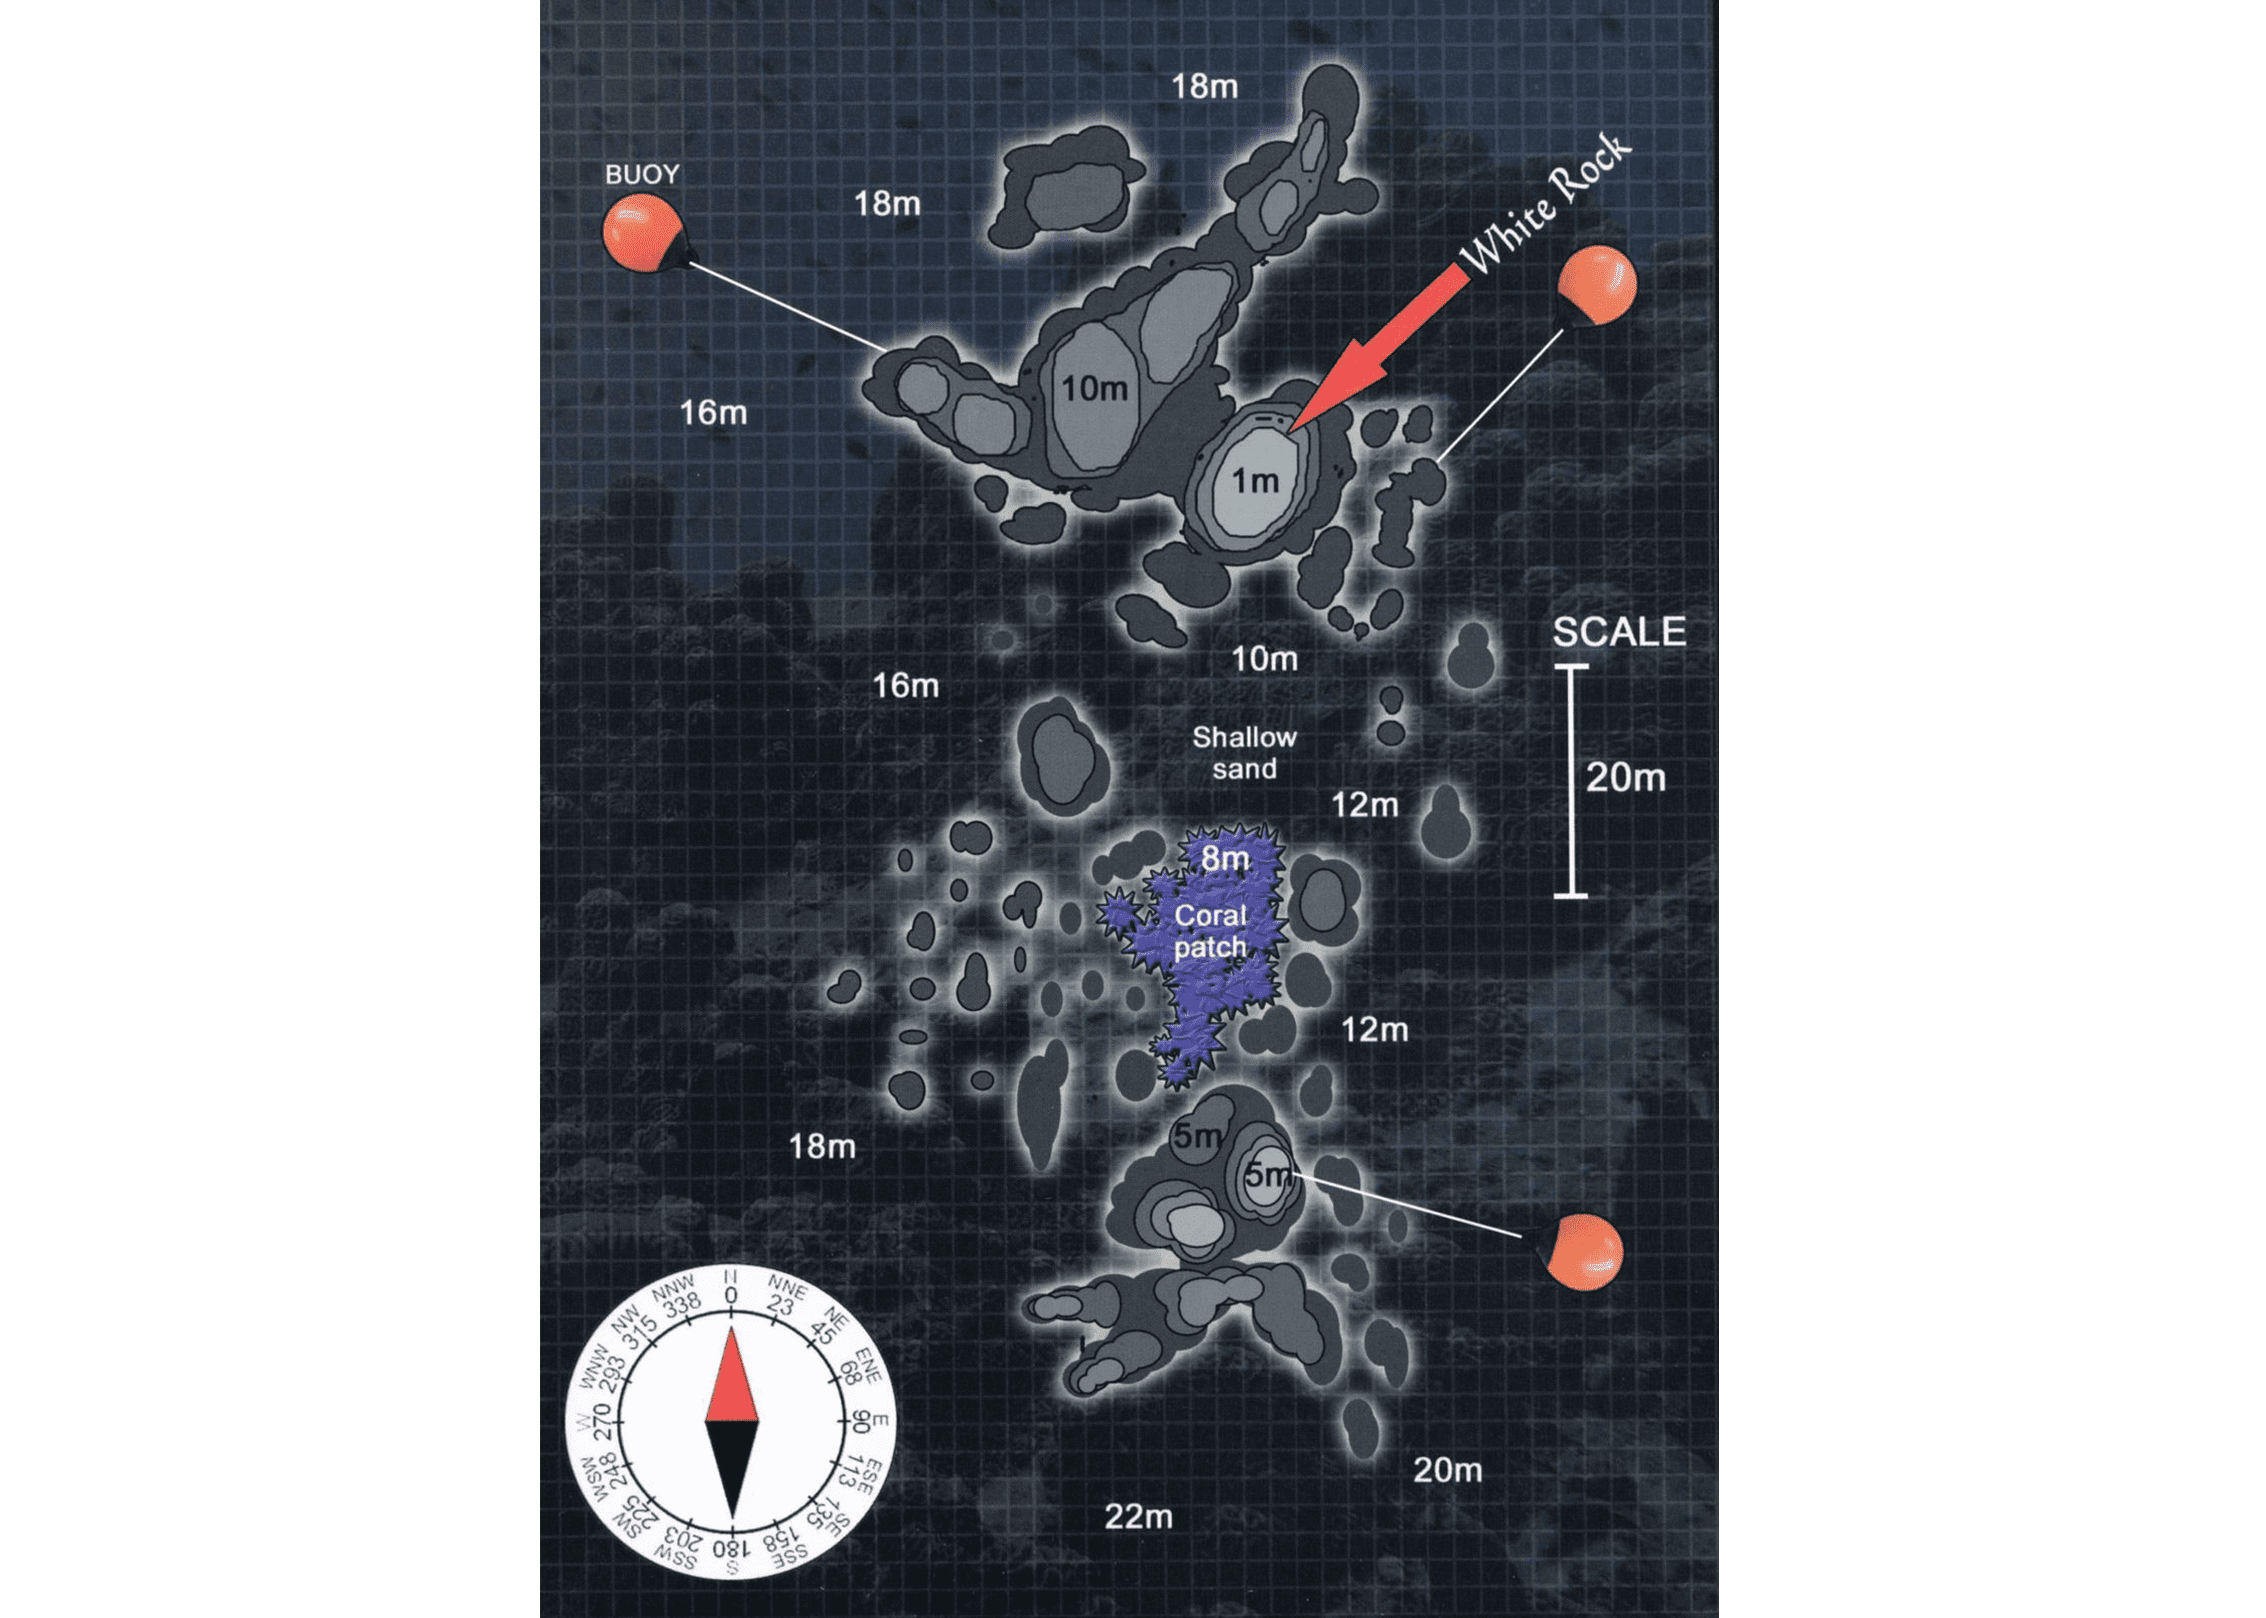 18m
BUOY
18m
White Rock
10m
16m
1m
SCALE
10m
16m
Shallow
sand
20m
12m
8m
Coral
patch
12m
5m
18m
5m
N
0
NNE
23
NE
45
ENE
68
E
90
ESE
113
SE
135
SSE
158
S
180
SSW
203
SW
225
WSW
248
W
270
WNW
293
NW
315
NNW
338
20m
22m